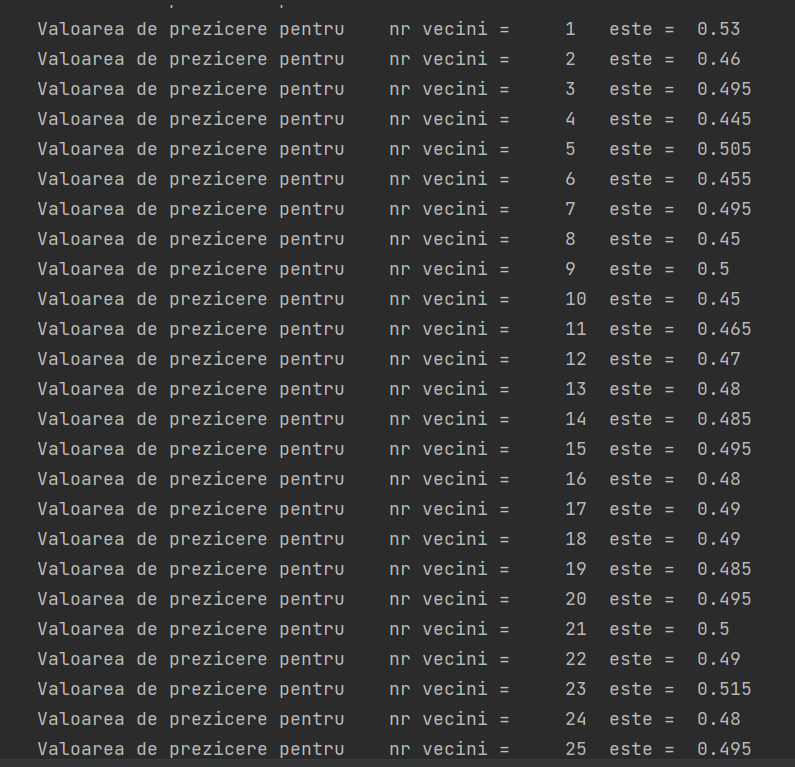 Valoarea de prezicere pentru    nr vecini =     1   este =  0.53
Valoarea de prezicere pentru    nr vecini =     2   este =  0.46
Valoarea de prezicere pentru    nr vecini =     3   este =  0.495
Valoarea de prezicere pentru    nr vecini =     4   este =  0.445
Valoarea de prezicere pentru    nr vecini =     5   este =  0.505
Valoarea de prezicere pentru    nr vecini =     6   este =  0.455
Valoarea de prezicere pentru    nr vecini =     7   este =  0.495
Valoarea de prezicere pentru    nr vecini =     8   este =  0.45
Valoarea de prezicere pentru    nr vecini =     9   este =  0.5
Valoarea de prezicere pentru    nr vecini =     10  este =  0.45
Valoarea de prezicere pentru    nr vecini =     11  este =  0.465
Valoarea de prezicere pentru    nr vecini =     12  este =  0.47
Valoarea de prezicere pentru    nr vecini =     13  este =  0.48
Valoarea de prezicere pentru    nr vecini =     14  este =  0.485
Valoarea de prezicere pentru    nr vecini =     15  este =  0.495
Valoarea de prezicere pentru    nr vecini =     16  este =  0.48
Valoarea de prezicere pentru    nr vecini =     17  este =  0.49
Valoarea de prezicere pentru    nr vecini =     18  este =  0.49
Valoarea de prezicere pentru    nr vecini =     19  este =  0.485
Valoarea de prezicere pentru    nr vecini =     20  este =  0.495
Valoarea de prezicere pentru    nr vecini =     21  este =  0.5
Valoarea de prezicere pentru    nr vecini =     22  este =  0.49
Valoarea de prezicere pentru    nr vecini =     23  este =  0.515
Valoarea de prezicere pentru    nr vecini =     24  este =  0.48
Valoarea de prezicere pentru    nr vecini =     25  este =  0.495